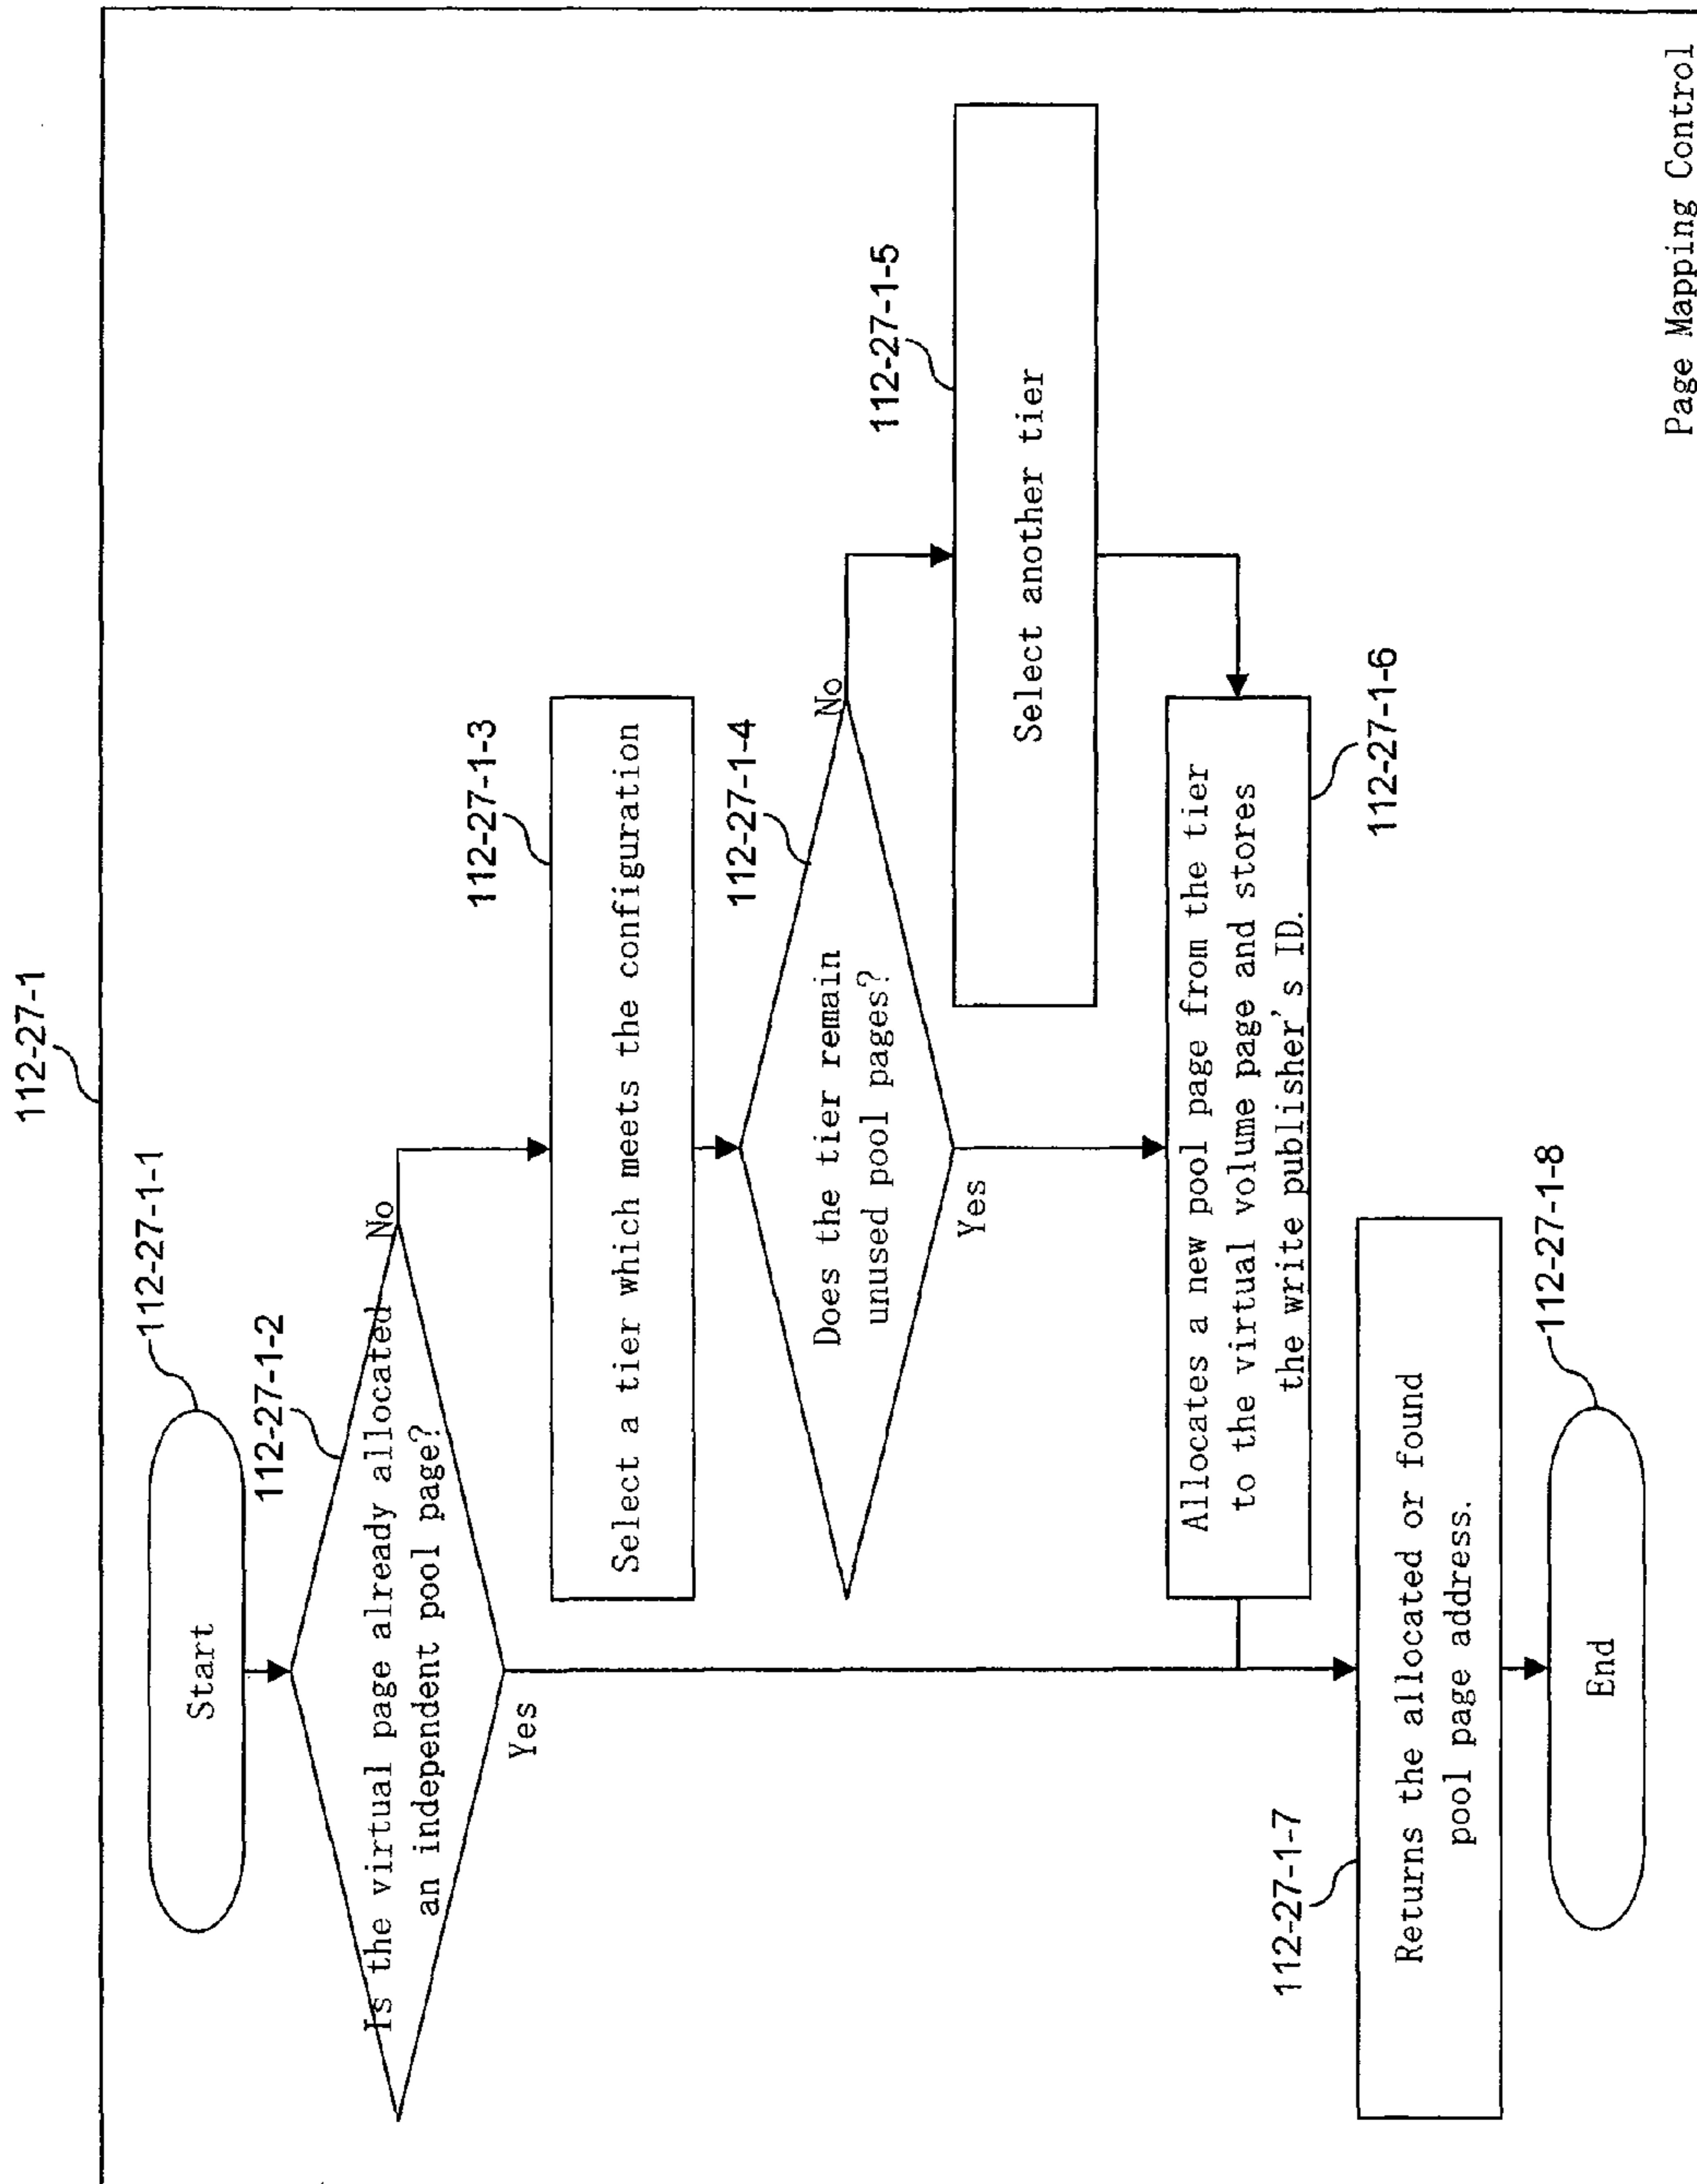 112-27-1
112-27-1-1
Start
112-27-1-2
Is the virtual page already allocated
an independent pool page?
No
Yes
112-27-1-3
Select a tier which meets the configuration
112-27-1-4
Does the tier remain
unused pool pages?
No
Yes
112-27-1-5
Select another tier
Allocates a new pool page from the tier
to the virtual volume page and stores
the write publisher's ID.
112-27-1-6
112-27-1-7
Returns the allocated or found
pool page address.
112-27-1-8
End
Page Mapping Control